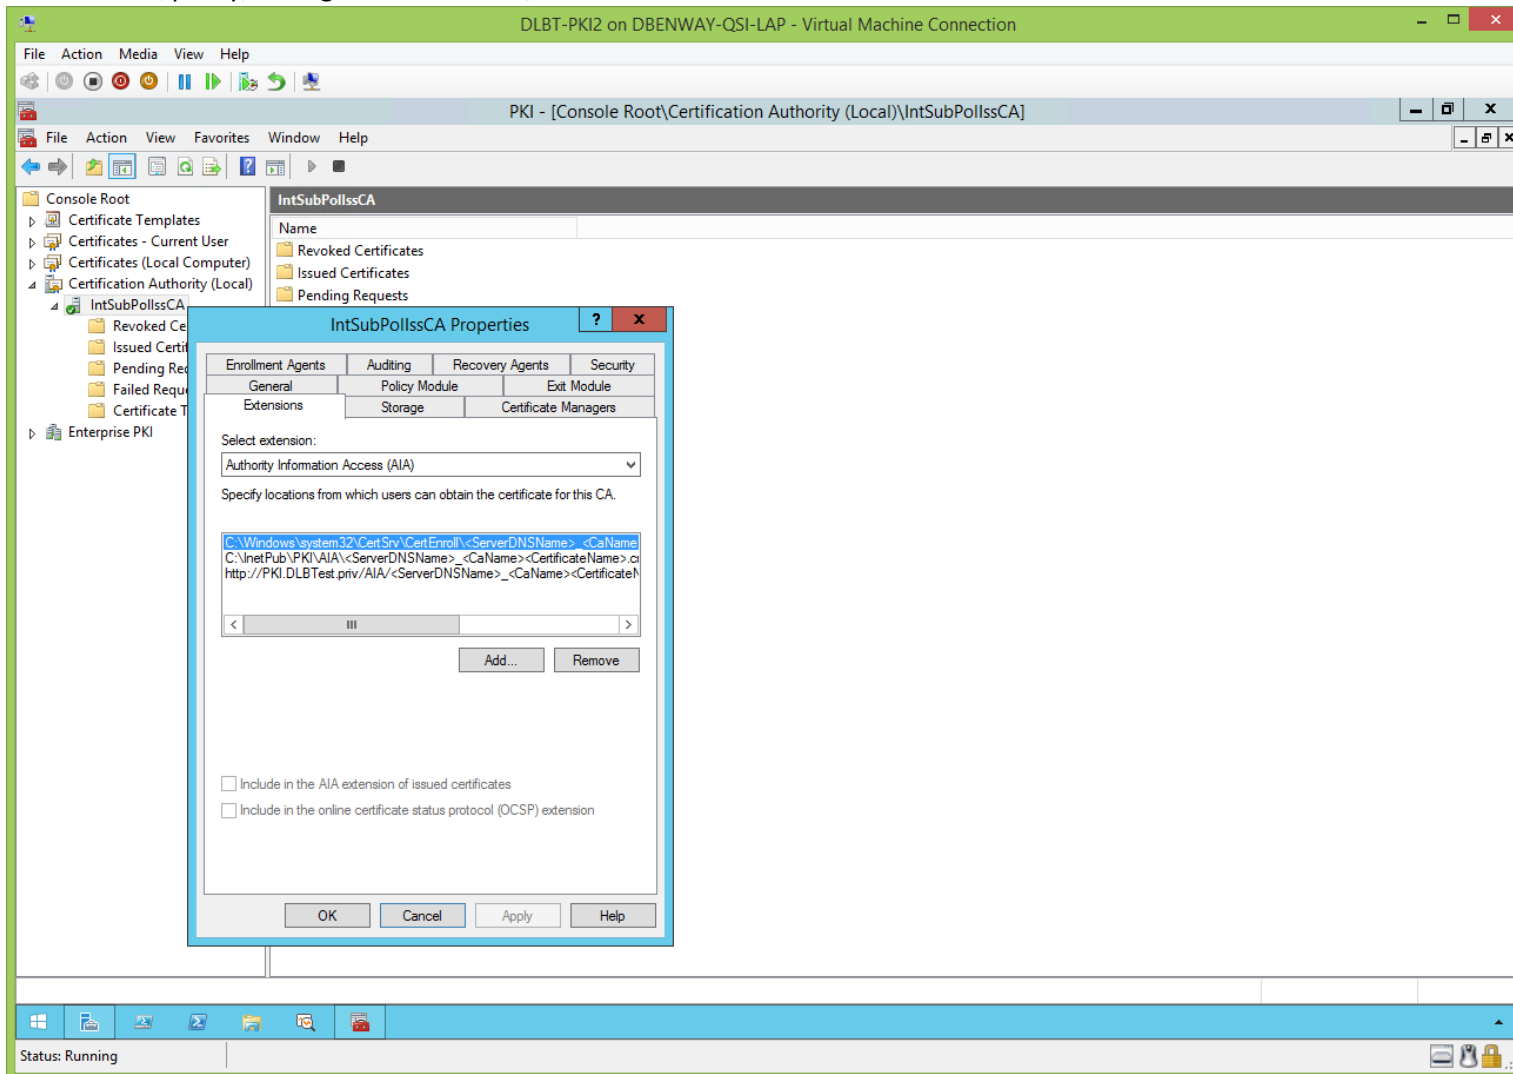 DLBT-PKI2 on DBENWAY-QSI-LAP - Virtual Machine Connection
File Action Media View Help
PKI - [Console Root\Certification Authority (Local)\IntSubPolIssCA]
File Action View Favorites Window Help
Console Root
Certificate Templates
Certificates - Current User
Certificates (Local Computer)
Certification Authority (Local)
IntSubPolIssCA
Revoked Ce
Issued Certif
Pending Rec
Failed Reque
Certificate T
Enterprise PKI
IntSubPolIssCA
Name
Revoked Certificates
Issued Certificates
Pending Requests
IntSubPolIssCA Properties
Enrollment Agents Auditing Recovery Agents Security
General Policy Module Exit Module
Extensions Storage Certificate Managers
Select extension:
Authority Information Access (AIA)
Specify locations from which users can obtain the certificate for this CA.
C:\Windows\system32\CertSrv\CertEnroll\<ServerDNSName>_<CaName
C:\InetPub\PKI\AIA\<ServerDNSName>_<CaName><CertificateName>.cr
http://PKI.DLBTest.priv/AIA/<ServerDNSName>_<CaName><CertificateN
Add... Remove
Include in the AIA extension of issued certificates
Include in the online certificate status protocol (OCSP) extension
OK Cancel Apply Help
Status: Running